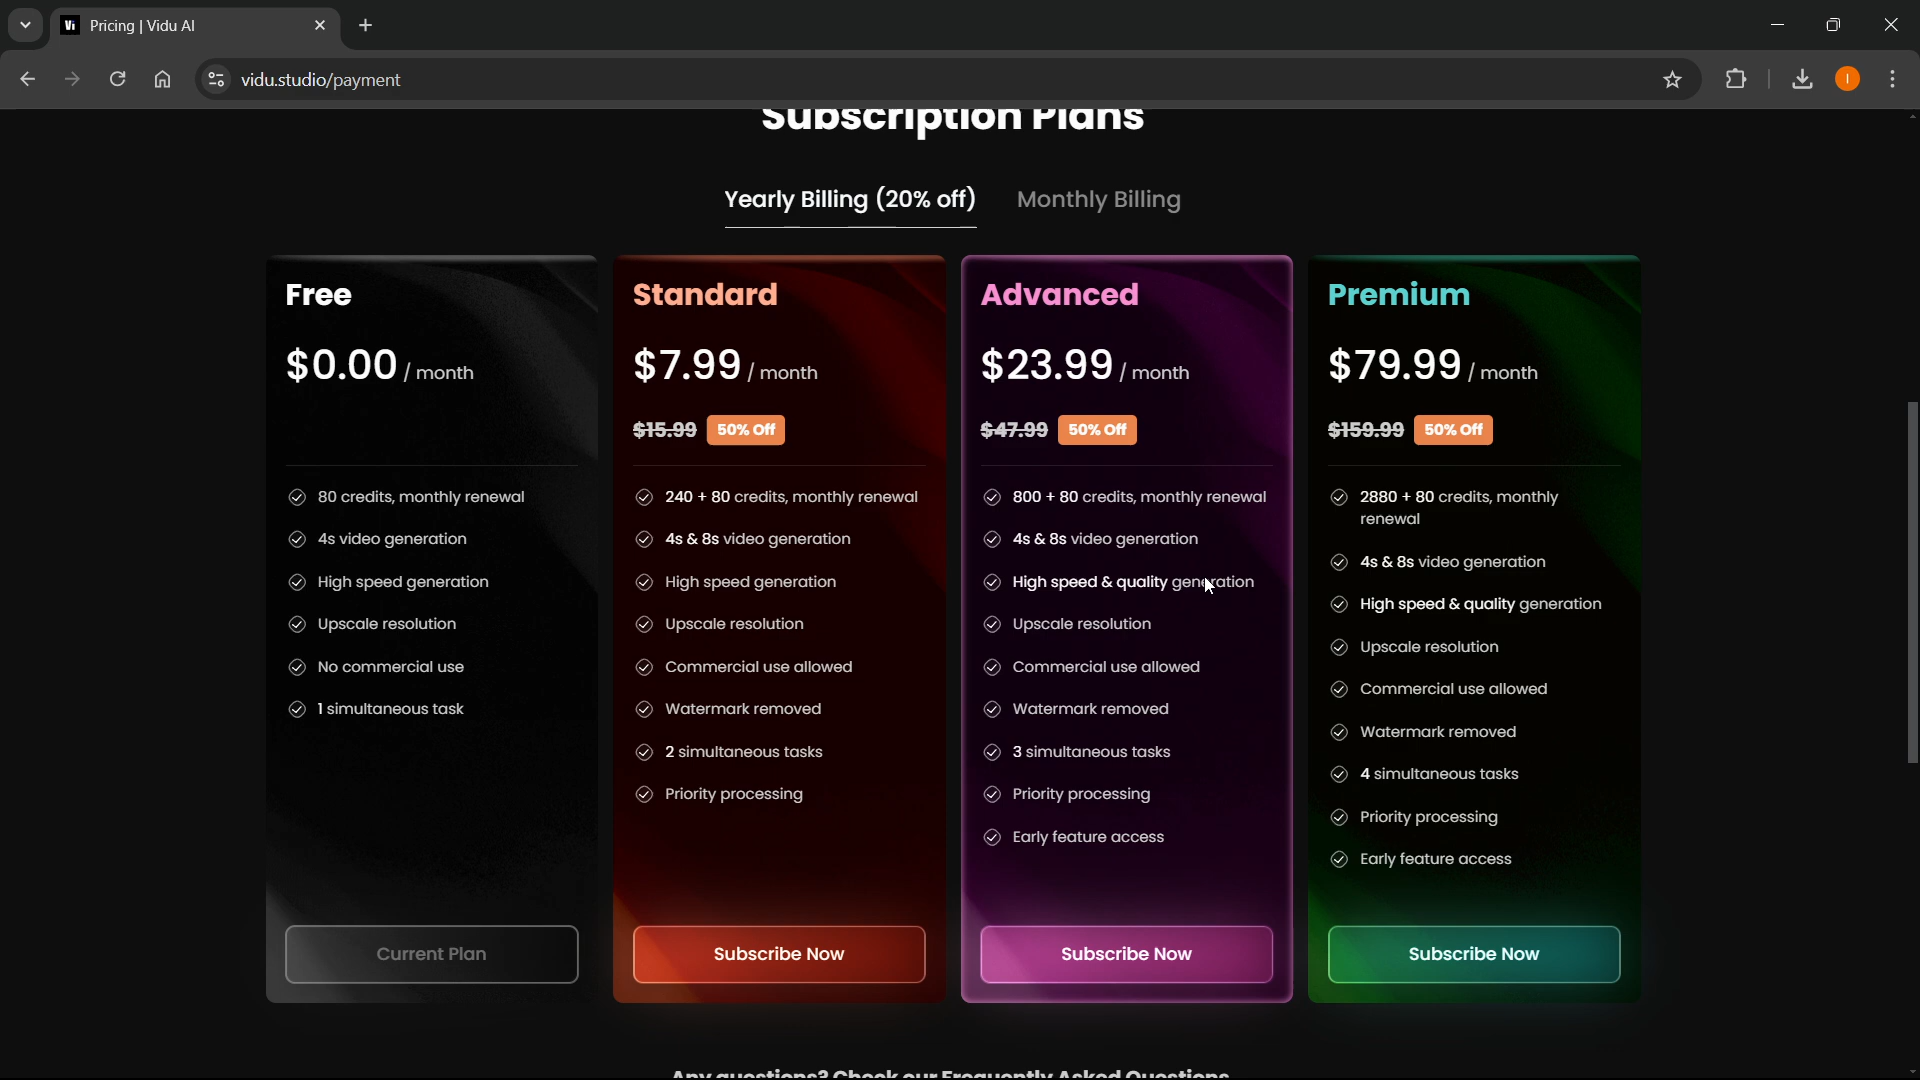 Pricing | Vidu AI
vidu.studio/payment
I
Subscription Plans
Yearly Billing (20% off)
Monthly Billing
Free
$0.00 / month
80 credits, monthly renewal
4s video generation
High speed generation
Upscale resolution
No commercial use
1 simultaneous task
Current Plan
Standard
$7.99 / month
$15.99 50% Off
240 + 80 credits, monthly renewal
4s & 8s video generation
High speed generation
Upscale resolution
Commercial use allowed
Watermark removed
2 simultaneous tasks
Priority processing
Subscribe Now
Advanced
$23.99 / month
$47.99 50% Off
800 + 80 credits, monthly renewal
4s & 8s video generation
High speed & quality generation
Upscale resolution
Commercial use allowed
Watermark removed
3 simultaneous tasks
Priority processing
Early feature access
Subscribe Now
Premium
$79.99 / month
$159.99 50% Off
2880 + 80 credits, monthly
renewal
4s & 8s video generation
High speed & quality generation
Upscale resolution
Commercial use allowed
Watermark removed
4 simultaneous tasks
Priority processing
Early feature access
Subscribe Now
Any questions? Check our Frequently Asked Questions